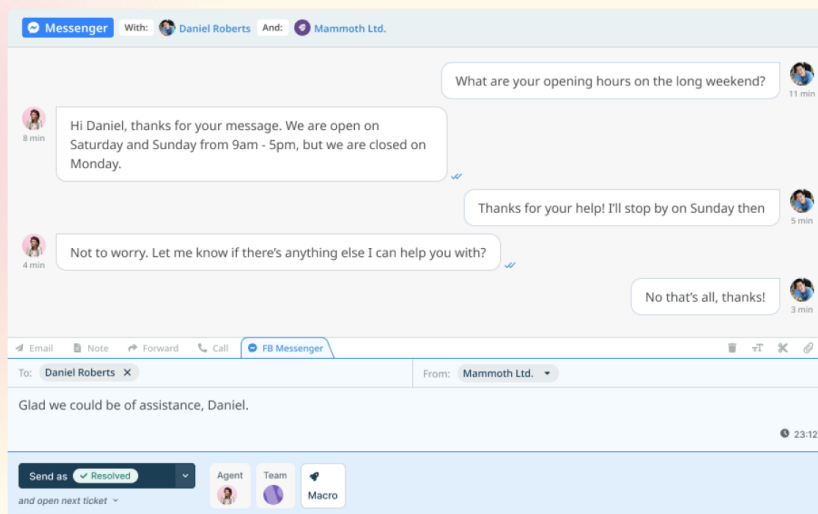 Messenger With: Daniel Roberts And: Mammoth Ltd.
What are your opening hours on the long weekend?
11 min
Hi Daniel, thanks for your message. We are open on
Saturday and Sunday from 9am - 5pm, but we are closed on
Monday.
8 min
Thanks for your help! I'll stop by on Sunday then
5 min
Not to worry. Let me know if there's anything else I can help you with?
4 min
No that's all, thanks!
3 min
Email Note Forward Call FB Messenger
To: Daniel Roberts From: Mammoth Ltd.
Glad we could be of assistance, Daniel.
23:12
Send as Resolved Agent Team
Macro
and open next ticket